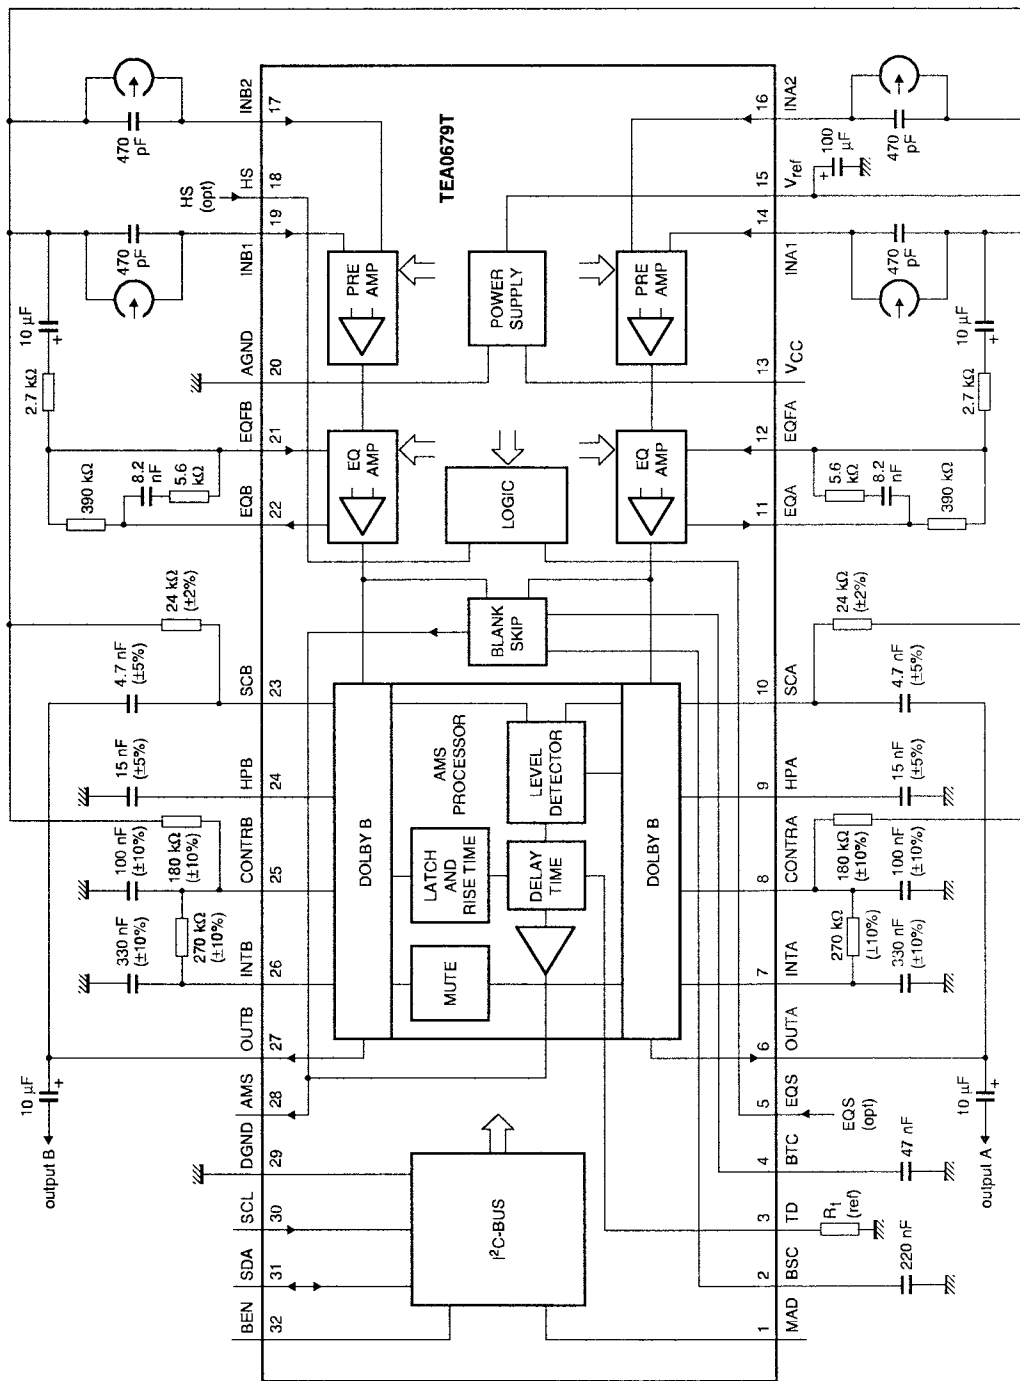 INB2
17
470
pF
HS
18
HS
(opt)
19
INB1
470
pF
10 µF
+
AGND
20
2.7 kΩ
EQFB
21
8.2
nF
5.6
kΩ
390 kΩ
EQB
22
24 kΩ
(±2%)
4.7 nF
(±5%)
SCB
23
15 nF
(±5%)
HPB
24
180 kΩ
(±10%)
CONTRB
25
100 nF
(±10%)
270 kΩ
(±10%)
330 nF
(±10%)
INTB
26
OUTB
27
10 µF
+
output B
AMS
28
DGND
29
SCL
30
SDA
31
BEN
32
TEA0679T
PRE
AMP
POWER
SUPPLY
PRE
AMP
EQ
AMP
LOGIC
EQ
AMP
BLANK
SKIP
DOLBY B
AMS
PROCESSOR
LEVEL
DETECTOR
LATCH
AND
RISE TIME
DELAY
TIME
MUTE
DOLBY B
I²C-BUS
16
INA2
470
pF
15
Vref
100
µF
+
14
INA1
470
pF
10 µF
+
13
VCC
2.7 kΩ
12
EQFA
5.6
kΩ
8.2
nF
390 kΩ
11
EQA
24 kΩ
(±2%)
10
SCA
4.7 nF
(±5%)
9
HPA
15 nF
(±5%)
8
CONTRA
180 kΩ
(±10%)
100 nF
(±10%)
270 kΩ
(±10%)
7
INTA
330 nF
(±10%)
6
OUTA
10 µF
+
output A
5
EQS
EQS
(opt)
4
BTC
47 nF
3
TD
Rt
(ref)
2
BSC
220 nF
1
MAD